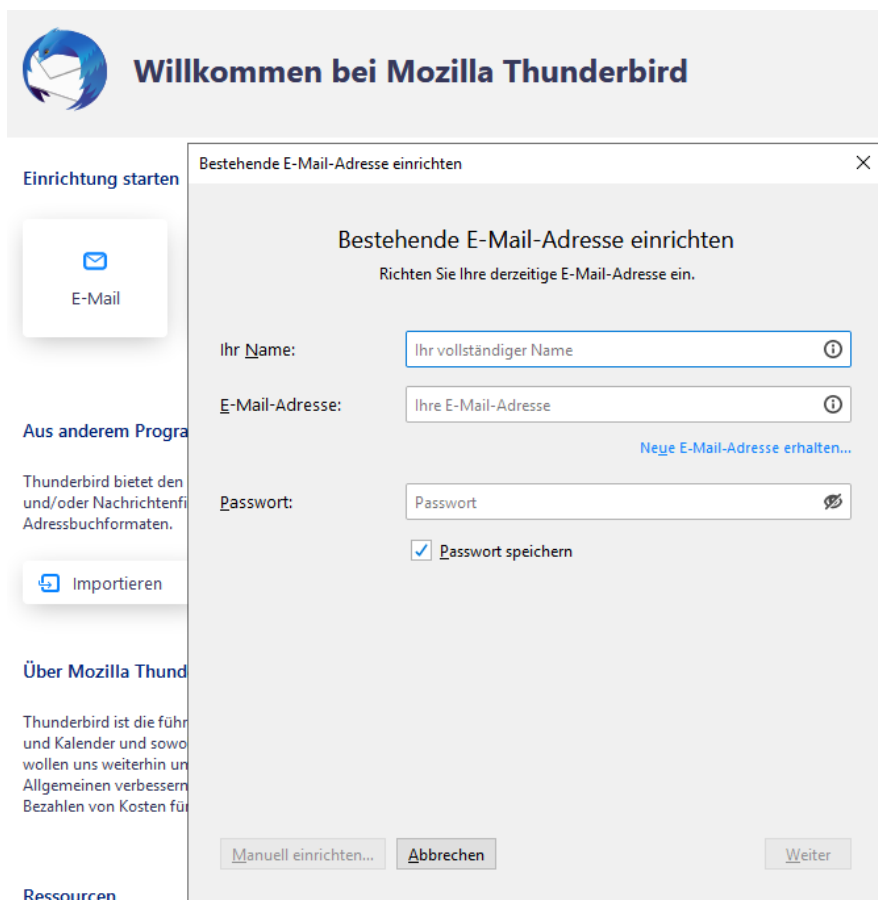 Willkommen bei Mozilla Thunderbird
Einrichtung starten
E-Mail
Aus anderem Progra
Thunderbird bietet den
und/oder Nachrichtenfi
Adressbuchformaten.
Importieren
Über Mozilla Thund
Thunderbird ist die führ
und Kalender und sowo
wollen uns weiterhin un
Allgemeinen verbessern
Bezahlen von Kosten für
Ressourcen
Bestehende E-Mail-Adresse einrichten
Bestehende E-Mail-Adresse einrichten
Richten Sie Ihre derzeitige E-Mail-Adresse ein.
Ihr Name: Ihr vollständiger Name
E-Mail-Adresse: Ihre E-Mail-Adresse
Neue E-Mail-Adresse erhalten...
Passwort: Passwort
Passwort speichern
Manuell einrichten... Abbrechen Weiter